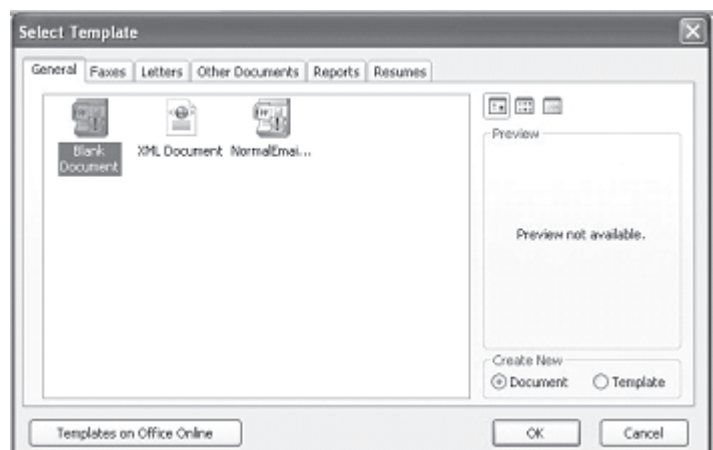 Select Template
General Faxes Letters Other Documents Reports Resumes
Blank
Document
XML Document
NormalEmai...
Preview
Preview not available.
Create New
Document Template
Templates on Office Online
OK Cancel